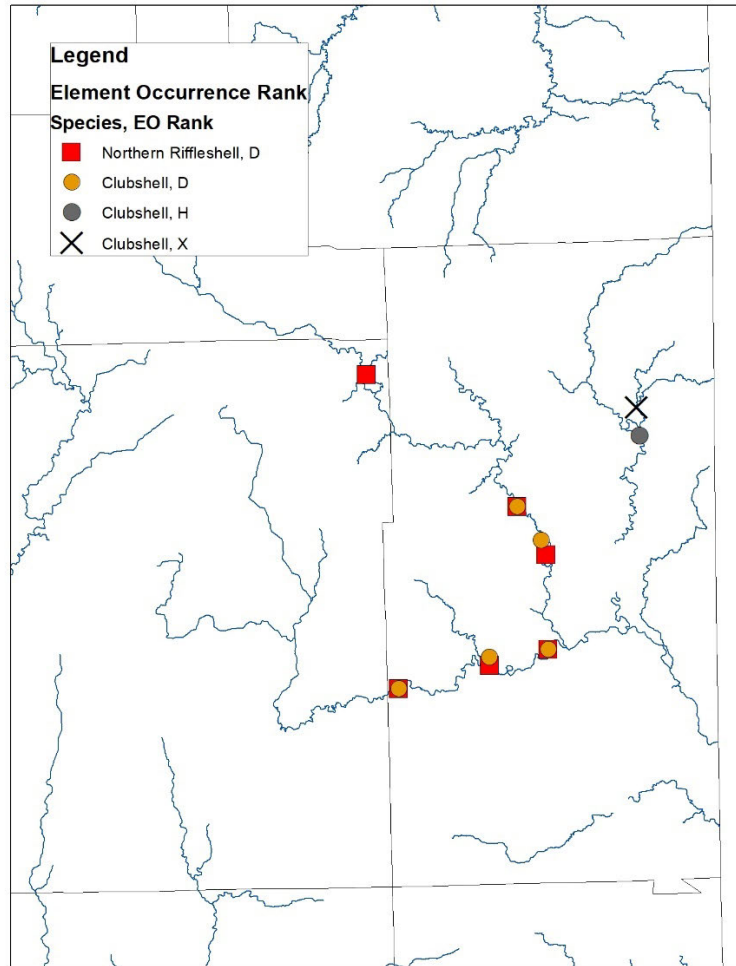 Legend
Element Occurrence Rank
Species, EO Rank
Northern Riffleshell, D
Clubshell, D
Clubshell, H
Clubshell, X